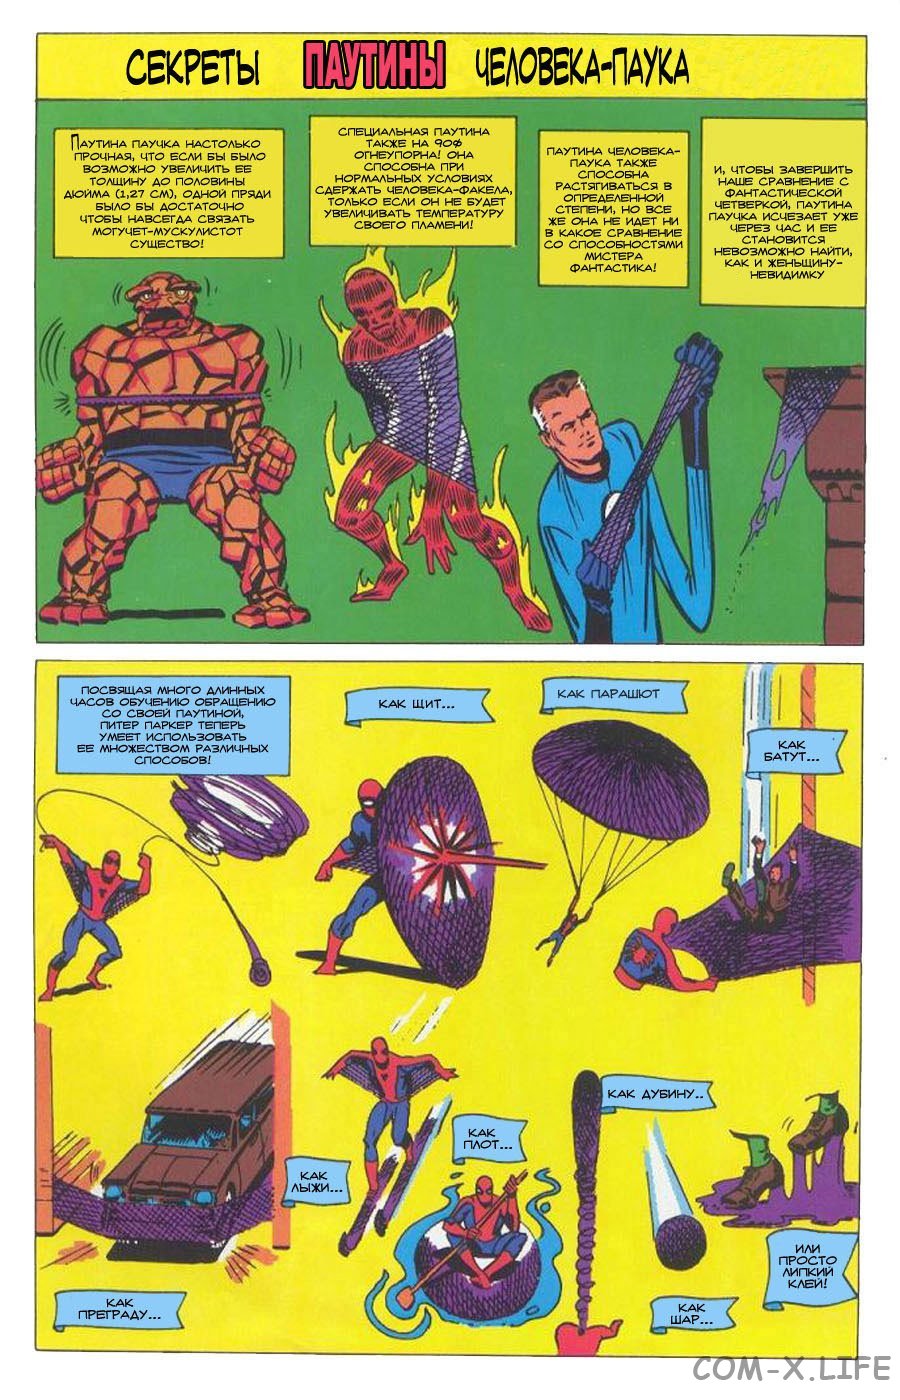 СЕКРЕТЫ ПАУТИНЫ ЧЕЛОВЕКА-ПАУКА
ПАУТИНА ПАУЧКА НАСТОЛЬКО
ПРОЧНАЯ, ЧТО ЕСЛИ БЫ БЫЛО
ВОЗМОЖНО УВЕЛИЧИТЬ ЕЕ
ТОЛЩИНУ ДО ПОЛОВИНЫ
ДЮЙМА (1,27 СМ), ОДНОЙ ПРЯДИ
БЫЛО БЫ ДОСТАТОЧНО
ЧТОБЫ НАВСЕГДА СВЯЗАТЬ
МОГУЧЕТ-МУСКУЛИСТОТ
СУЩЕСТВО!
СПЕЦИАЛЬНАЯ ПАУТИНА
ТАКЖЕ НА 90%
ОГНЕУПОРНА! ОНА
СПОСОБНА ПРИ
НОРМАЛЬНЫХ УСЛОВИЯХ
СДЕРЖАТЬ ЧЕЛОВЕКА-ФАКЕЛА,
ТОЛЬКО ЕСЛИ ОН НЕ БУДЕТ
УВЕЛИЧИВАТЬ ТЕМПЕРАТУРУ
СВОЕГО ПЛАМЕНИ!
ПАУТИНА ЧЕЛОВЕКА-
ПАУКА ТАКЖЕ
СПОСОБНА
РАСТЯГИВАТЬСЯ В
ОПРЕДЕЛЕННОЙ
СТЕПЕНИ, НО ВСЕ
ЖЕ ОНА НЕ ИДЕТ НИ
В КАКОЕ СРАВНЕНИЕ
СО СПОСОБНОСТЯМИ
МИСТЕРА
ФАНТАСТИКА!
И, ЧТОБЫ ЗАВЕРШИТЬ
НАШЕ СРАВНЕНИЕ С
ФАНТАСТИЧЕСКОЙ
ЧЕТВЕРКОЙ, ПАУТИНА
ПАУЧКА ИСЧЕЗАЕТ УЖЕ
ЧЕРЕЗ ЧАС И ЕЕ
СТАНОВИТСЯ
НЕВОЗМОЖНО НАЙТИ,
КАК И ЖЕНЬЩИНУ-
НЕВИДИМКУ
ПОСВЯЩАЯ МНОГО ДЛИННЫХ
ЧАСОВ ОБУЧЕНИЮ ОБРАЩЕНИЮ
СО СВОЕЙ ПАУТИНОЙ,
ПИТЕР ПАРКЕР ТЕПЕРЬ
УМЕЕТ ИСПОЛЬЗОВАТЬ
ЕЕ МНОЖЕСТВОМ РАЗЛИЧНЫХ
СПОСОБОВ!
КАК ЩИТ...
КАК ПАРАШЮТ
КАК
БАТУТ...
КАК
ПРЕГРАДУ...
КАК
ЛЫЖИ...
КАК
ПЛОТ...
КАК ДУБИНУ..
КАК
ШАР...
ИЛИ
ПРОСТО
ЛИПКИЙ
КЛЕЙ!
COM-X.LIFE